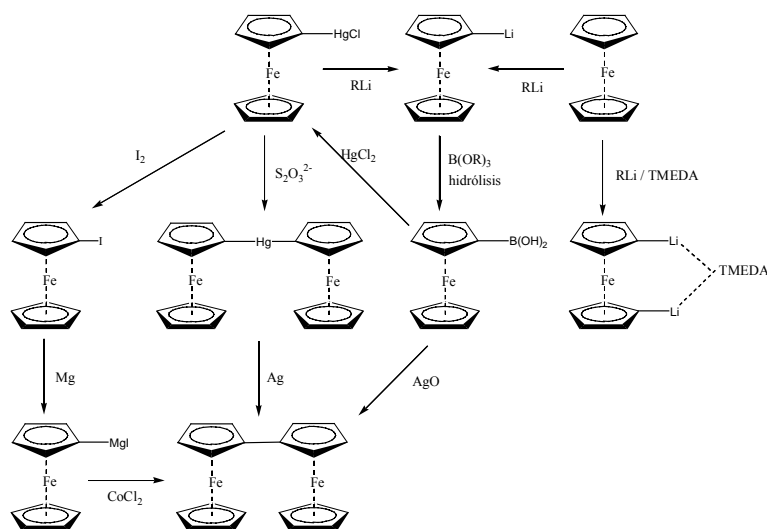 HgCl
Li
Fe
Fe
Fe
RLi
RLi
I2
S2O3 2-
HgCl2
B(OR)3
hidrólisis
RLi / TMEDA
I
Hg
B(OH)2
Li
Fe
Fe
Fe
Fe
Fe
TMEDA
Li
Mg
Ag
AgO
MgI
Fe
CoCl2
Fe
Fe